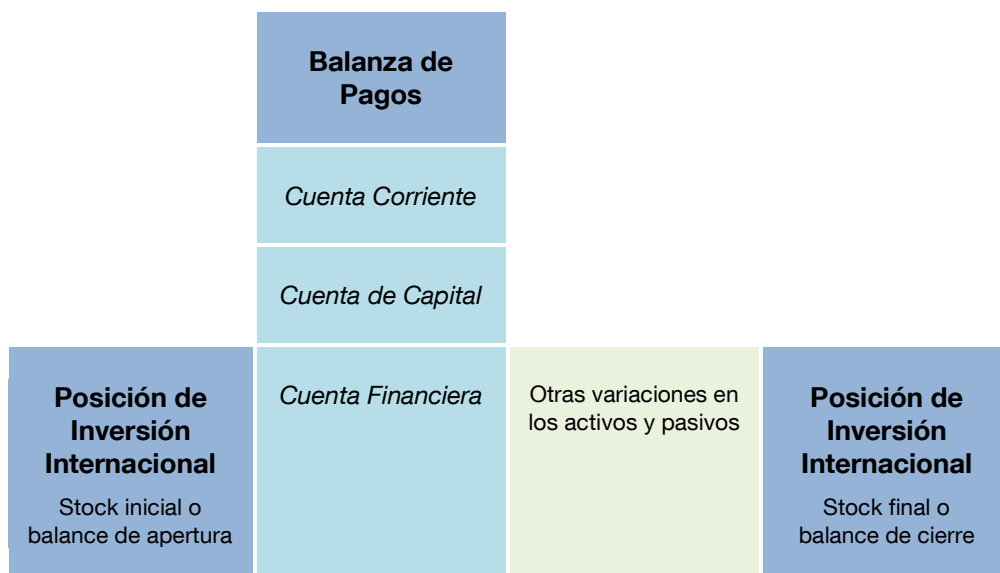 Balanza de
Pagos
Cuenta Corriente
Cuenta de Capital
Posición de
Inversión
Internacional
Stock inicial o
balance de apertura
Cuenta Financiera
Otras variaciones en
los activos y pasivos
Posición de
Inversión
Internacional
Stock final o
balance de cierre